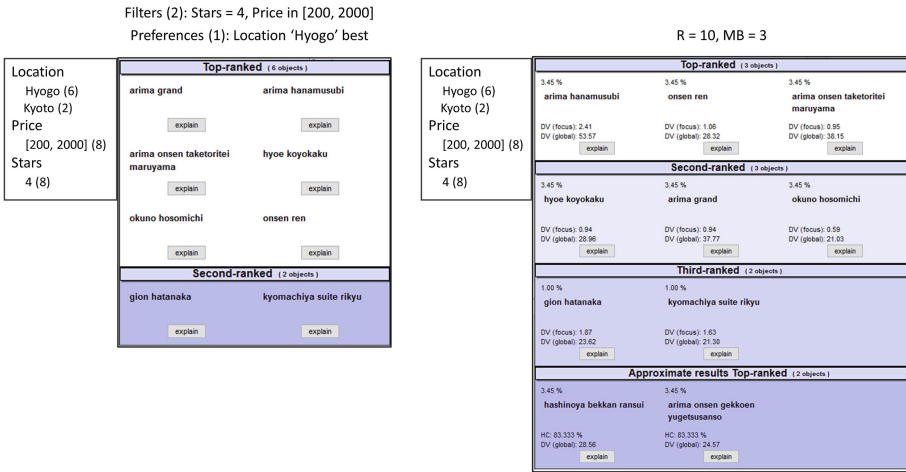 Filters (2): Stars = 4, Price in [200, 2000]
Preferences (1): Location ‘Hyogo’ best
Location
Hyogo (6)
Kyoto (2)
Price
[200, 2000] (8)
Stars
4 (8)
Top-ranked ( 6 objects )
arima grand arima hanamusubi
explain explain
arima onsen taketoritei hyoe koyokaku
maruyama
explain explain
okuno hosomichi onsen ren
explain explain
Second-ranked ( 2 objects )
gion hatanaka kyomachiya suite rikyu
explain explain
R = 10, MB = 3
Location
Hyogo (6)
Kyoto (2)
Price
[200, 2000] (8)
Stars
4 (8)
Top-ranked ( 3 objects )
3.45 % 3.45 % 3.45 %
arima hanamusubi onsen ren arima onsen taketoritei
maruyama
DV (focus): 2.41 DV (focus): 1.06 DV (focus): 0.95
DV (global): 53.57 DV (global): 28.32 DV (global): 38.15
explain explain explain
Second-ranked ( 3 objects )
3.45 % 3.45 % 3.45 %
hyoe koyokaku arima grand okuno hosomichi
DV (focus): 0.94 DV (focus): 0.94 DV (focus): 0.59
DV (global): 28.96 DV (global): 37.77 DV (global): 21.03
explain explain explain
Third-ranked ( 2 objects )
1.00 % 1.00 %
gion hatanaka kyomachiya suite rikyu
DV (focus): 1.87 DV (focus): 1.63
DV (global): 23.62 DV (global): 21.30
explain explain
Approximate results Top-ranked ( 2 objects )
3.45 % 3.45 %
hashinoya bekkan ransui arima onsen gekkoen
yugetsusanso
HC: 83.333 % HC: 83.333 %
DV (global): 28.56 DV (global): 24.57
explain explain